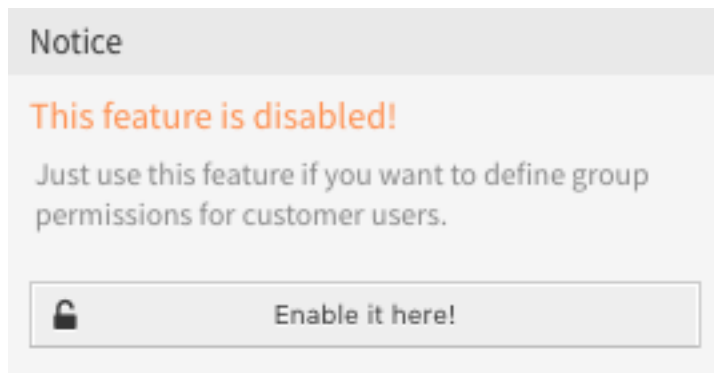 Notice
This feature is disabled!
Just use this feature if you want to define group
permissions for customer users.
Enable it here!